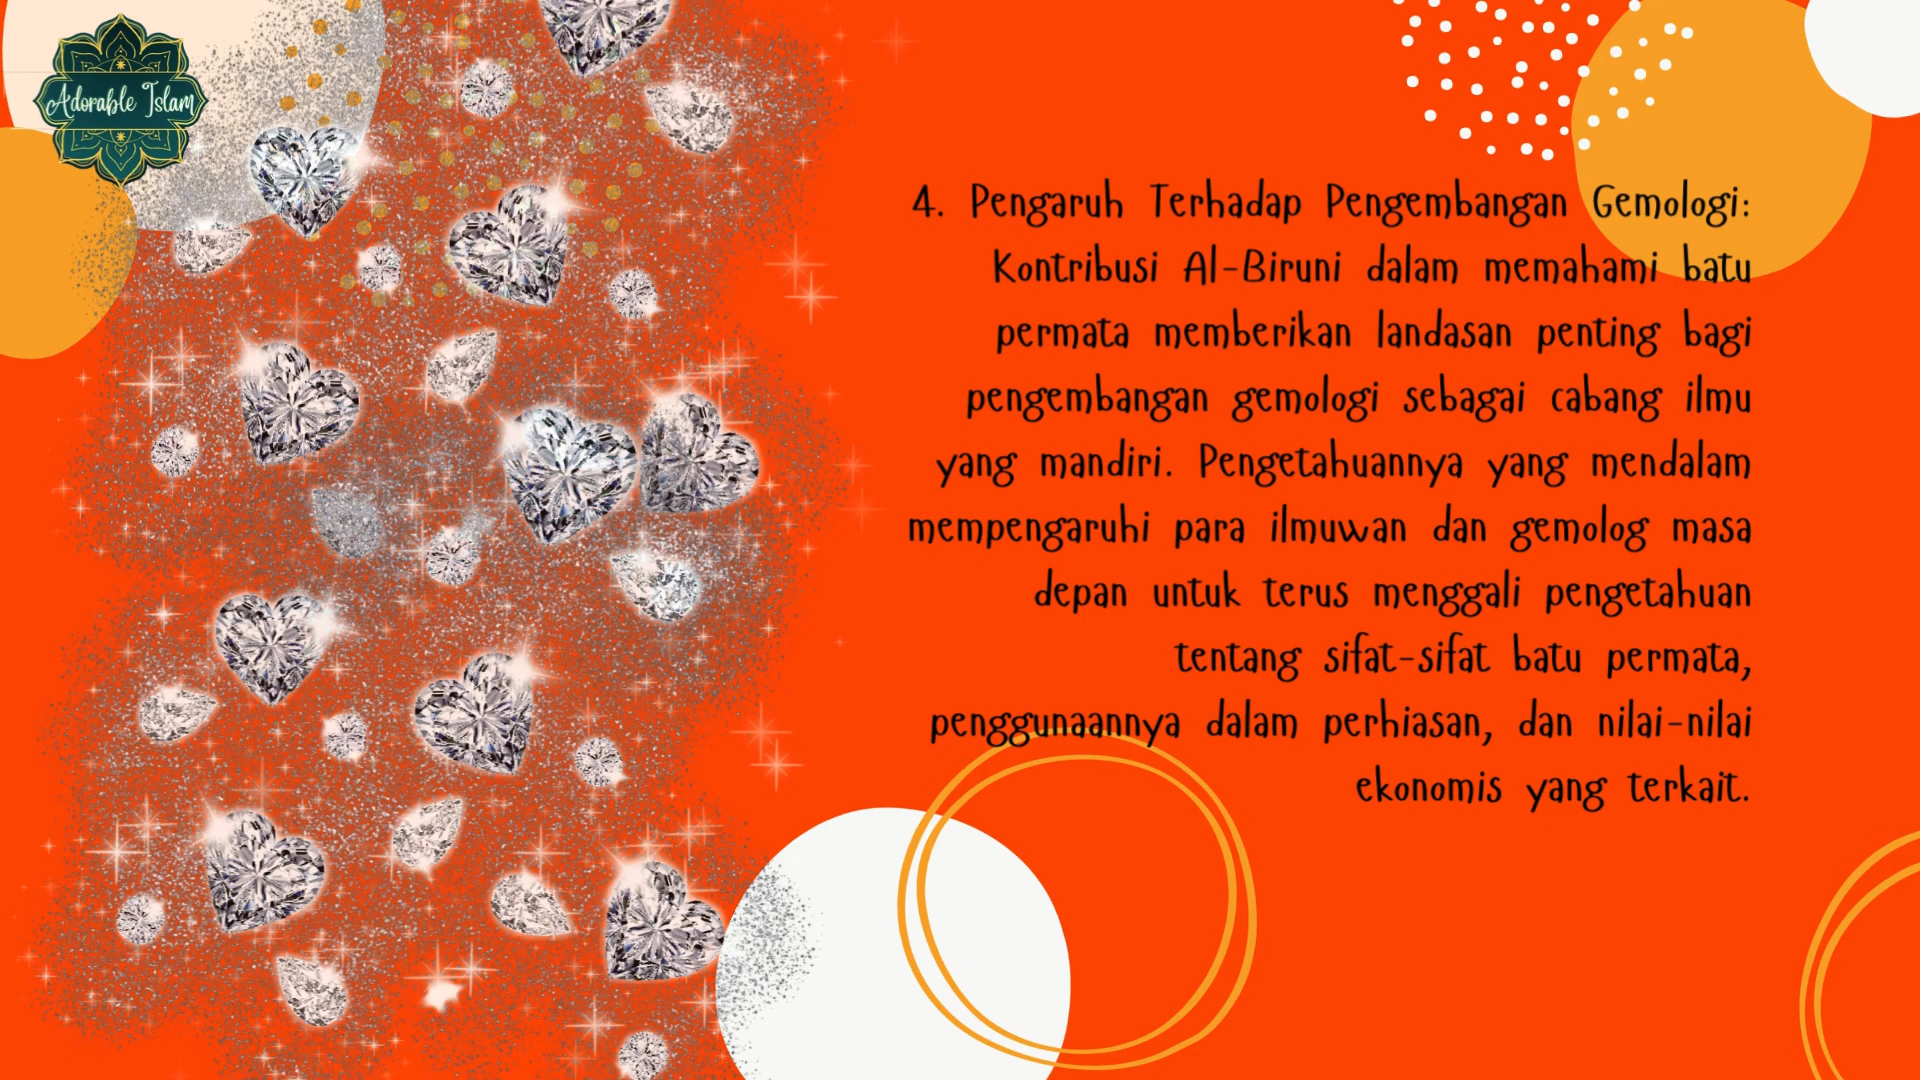 Adorable Islam
4. Pengaruh Terhadap Pengembangan Gemologi:
Kontribusi Al-Biruni dalam memahami batu
permata memberikan landasan penting bagi
pengembangan gemologi sebagai cabang ilmu
yang mandiri. Pengetahuannya yang mendalam
mempengaruhi para ilmuwan dan gemolog masa
depan untuk terus menggali pengetahuan
tentang sifat-sifat batu permata,
penggunaannya dalam perhiasan, dan nilai-nilai
ekonomis yang terkait.